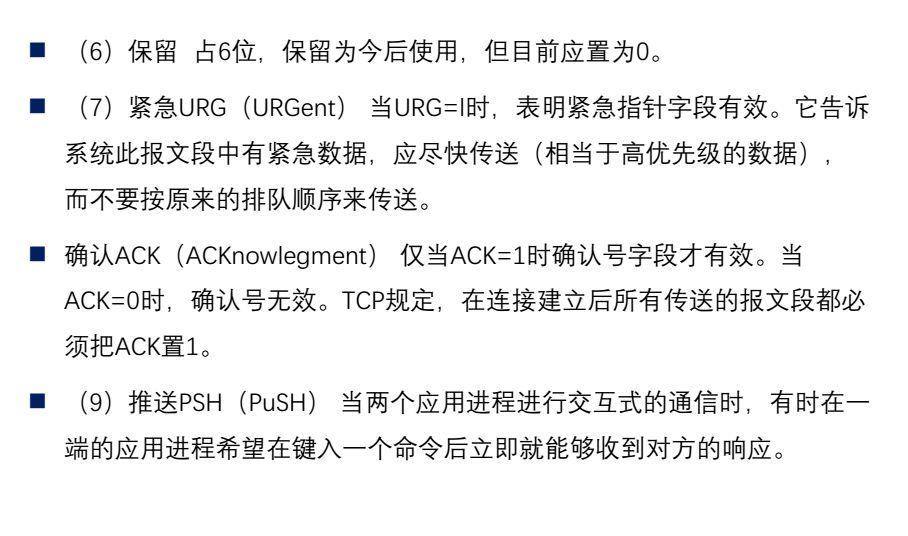 （6）保留 占6位，保留为今后使用，但目前应置为0。
（7）紧急URG（URGent） 当URG=l时，表明紧急指针字段有效。它告诉
系统此报文段中有紧急数据，应尽快传送（相当于高优先级的数据），
而不要按原来的排队顺序来传送。
确认ACK（ACKnowlegment） 仅当ACK=1时确认号字段才有效。当
ACK=0时，确认号无效。TCP规定，在连接建立后所有传送的报文段都必
须把ACK置1。
（9）推送PSH（PuSH） 当两个应用进程进行交互式的通信时，有时在一
端的应用进程希望在键入一个命令后立即就能够收到对方的响应。